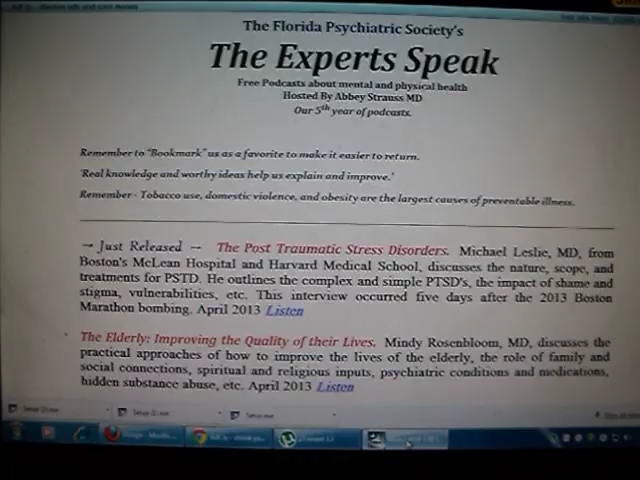 The Florida Psychiatric Society's
The Experts Speak
Free Podcasts about mental and physical health
Hosted By Abbey Strauss MD
Our 5th year of podcasts.
Remember to "Bookmark" us as a favorite to make it easier to return.
'Real knowledge and worthy ideas help us explain and improve.'
Remember - Tobacco use, domestic violence, and obesity are the largest causes of preventable illness.
→ Just Released → The Post Traumatic Stress Disorders. Michael Leslie, MD, from
Boston's McLean Hospital and Harvard Medical School, discusses the nature, scope, and
treatments for PSTD. He outlines the complex and simple PTSD's, the impact of shame and
stigma, vulnerabilities, etc. This interview occurred five days after the 2013 Boston
Marathon bombing. April 2013 Listen
The Elderly: Improving the Quality of their Lives. Mindy Rosenbloom, MD, discusses the
practical approaches of how to improve the lives of the elderly, the role of family and
social connections, spiritual and religious inputs, psychiatric conditions and medications,
hidden substance abuse, etc. April 2013 Listen
Setup.exe